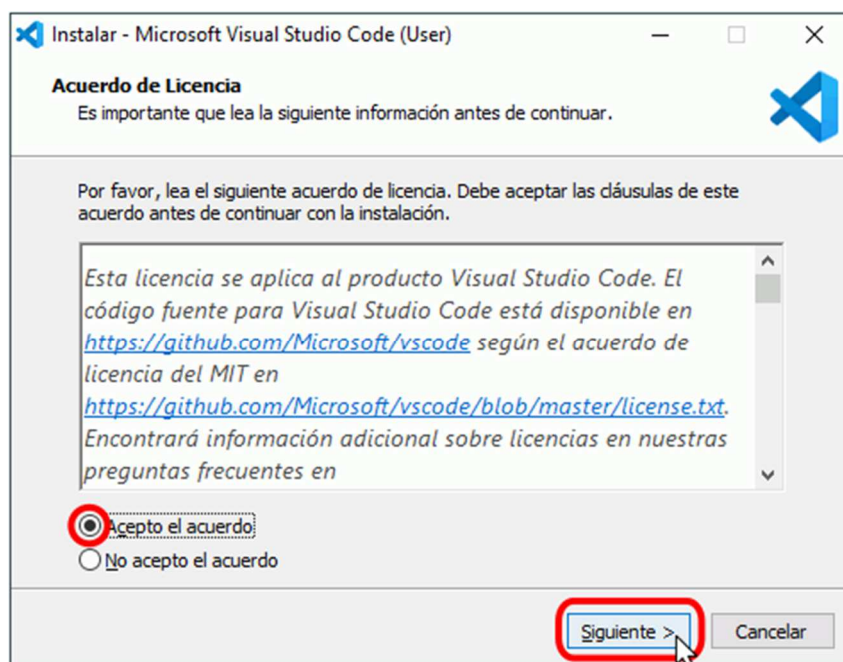 Instalar - Microsoft Visual Studio Code (User)
Acuerdo de Licencia
Es importante que lea la siguiente información antes de continuar.
Por favor, lea el siguiente acuerdo de licencia. Debe aceptar las cláusulas de este
acuerdo antes de continuar con la instalación.
Esta licencia se aplica al producto Visual Studio Code. El
código fuente para Visual Studio Code está disponible en
https://github.com/Microsoft/vscode según el acuerdo de
licencia del MIT en
https://github.com/Microsoft/vscode/blob/master/license.txt.
Encontrará información adicional sobre licencias en nuestras
preguntas frecuentes en
Acepto el acuerdo
No acepto el acuerdo
Siguiente > Cancelar